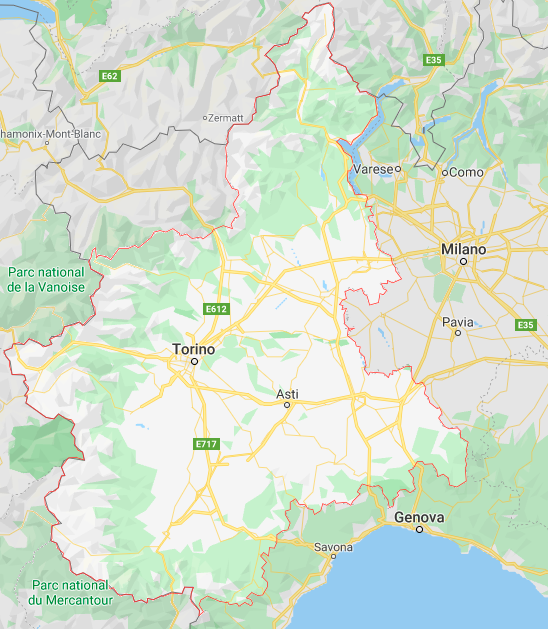 E35
E62
Zermatt
hamonix-Mont-Blanc
Varese
Como
Milano
Parc national
de la Vanoise
E612
Pavia
E35
Torino
Asti
E717
Genova
Savona
Parc national
du Mercantour